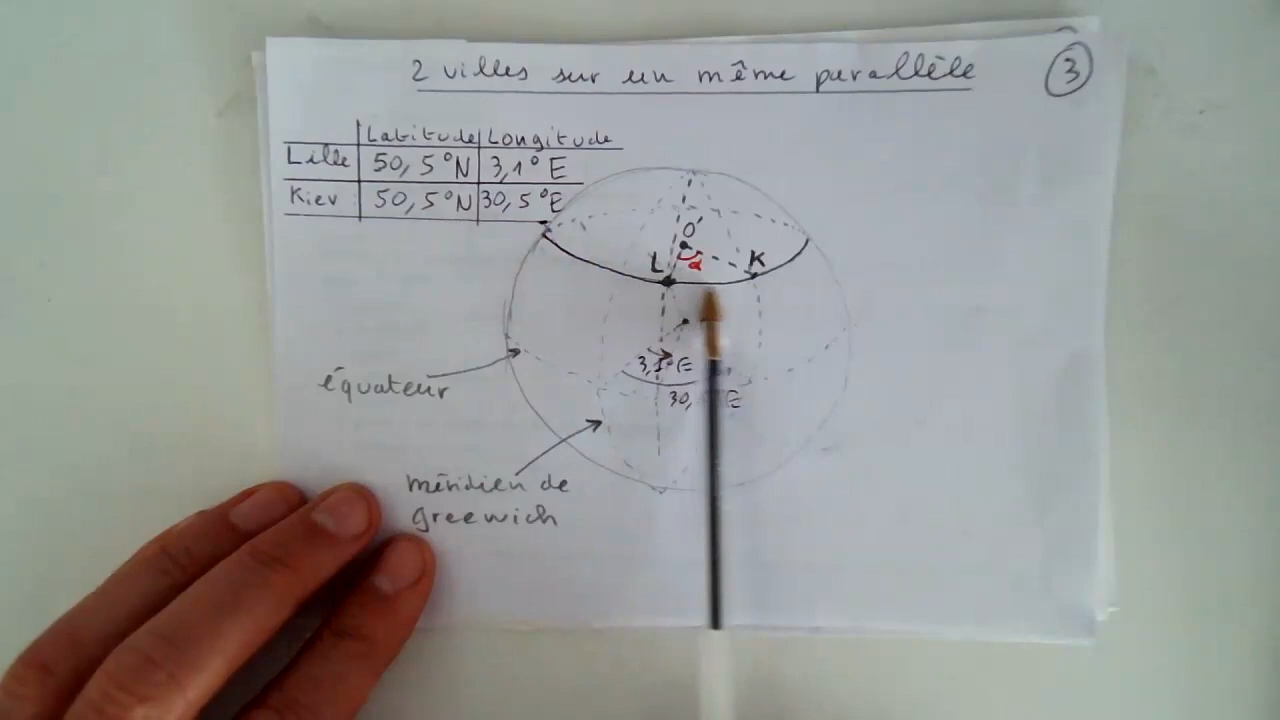 2 villes sur un même parallèle
3
Latitude Longitude
Lille 50,5°N 3,1° E
Kiev 50,5°N 30,5°E
O'
L α K
3,1°E
30, E
équateur
méridien de
greewich